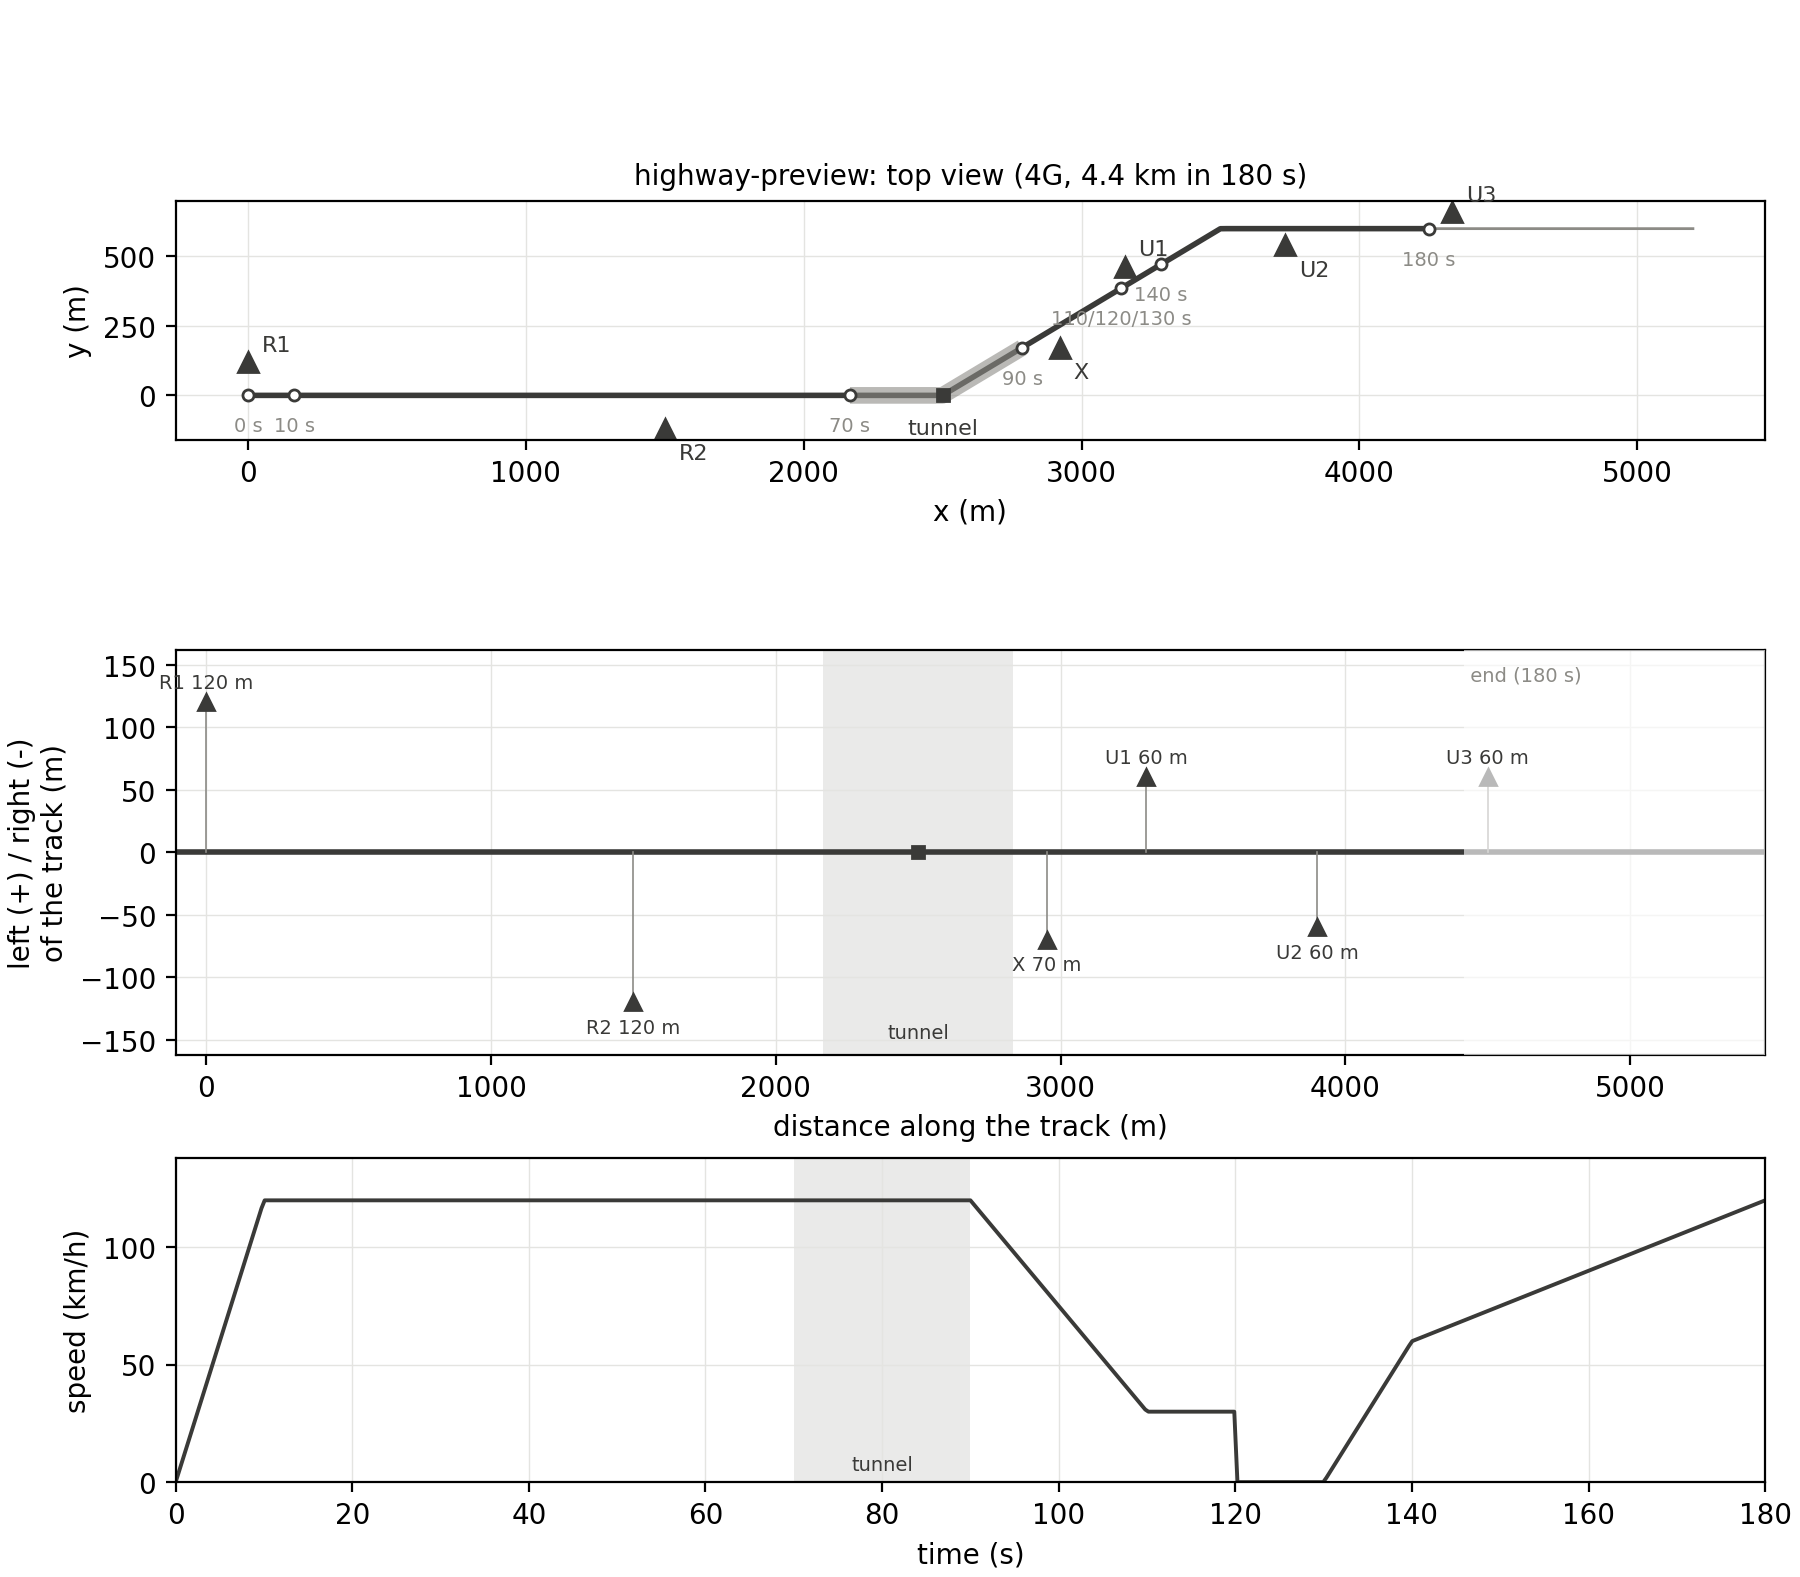 highway-preview: top view (4G, 4.4 km in 180 s)
U3
U1
U2
180 s
140 s
110/120/130 s
R1
X
90 s
0 s 10 s
70 s
tunnel
R2
y (m)
500
250
0
0 1000 2000 3000 4000 5000
x (m)
left (+) / right (-)
of the track (m)
150
100
50
0
−50
−100
−150
end (180 s)
R1 120 m
U1 60 m
U3 60 m
U2 60 m
X 70 m
R2 120 m
tunnel
0 1000 2000 3000 4000 5000
distance along the track (m)
speed (km/h)
100
50
0
tunnel
0 20 40 60 80 100 120 140 160 180
time (s)